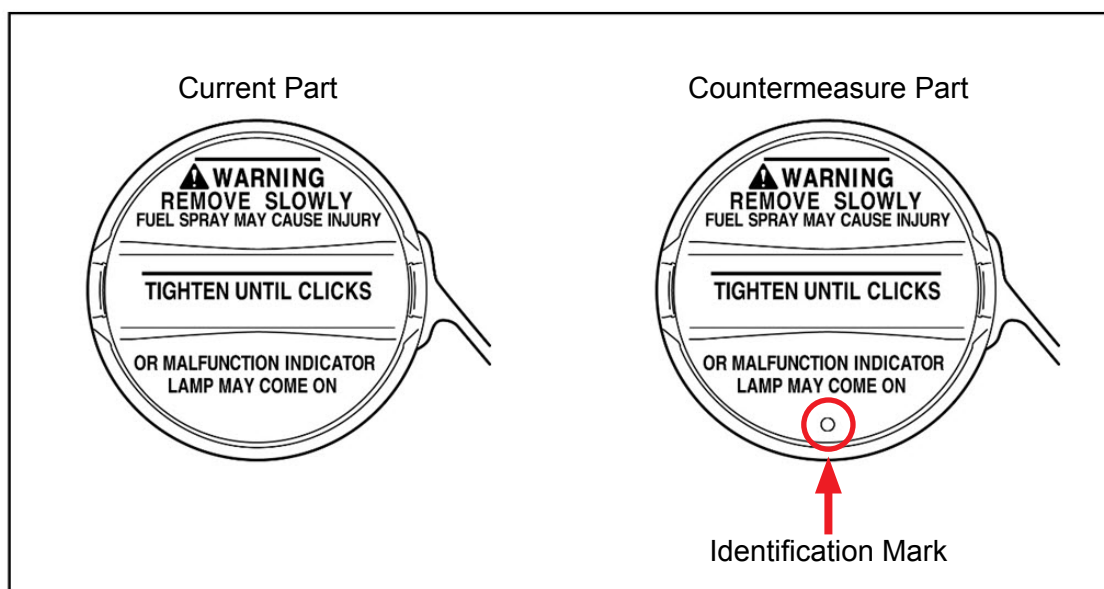 Current Part
WARNING
REMOVE SLOWLY
FUEL SPRAY MAY CAUSE INJURY
TIGHTEN UNTIL CLICKS
OR MALFUNCTION INDICATOR
LAMP MAY COME ON
Countermeasure Part
WARNING
REMOVE SLOWLY
FUEL SPRAY MAY CAUSE INJURY
TIGHTEN UNTIL CLICKS
OR MALFUNCTION INDICATOR
LAMP MAY COME ON
Identification Mark